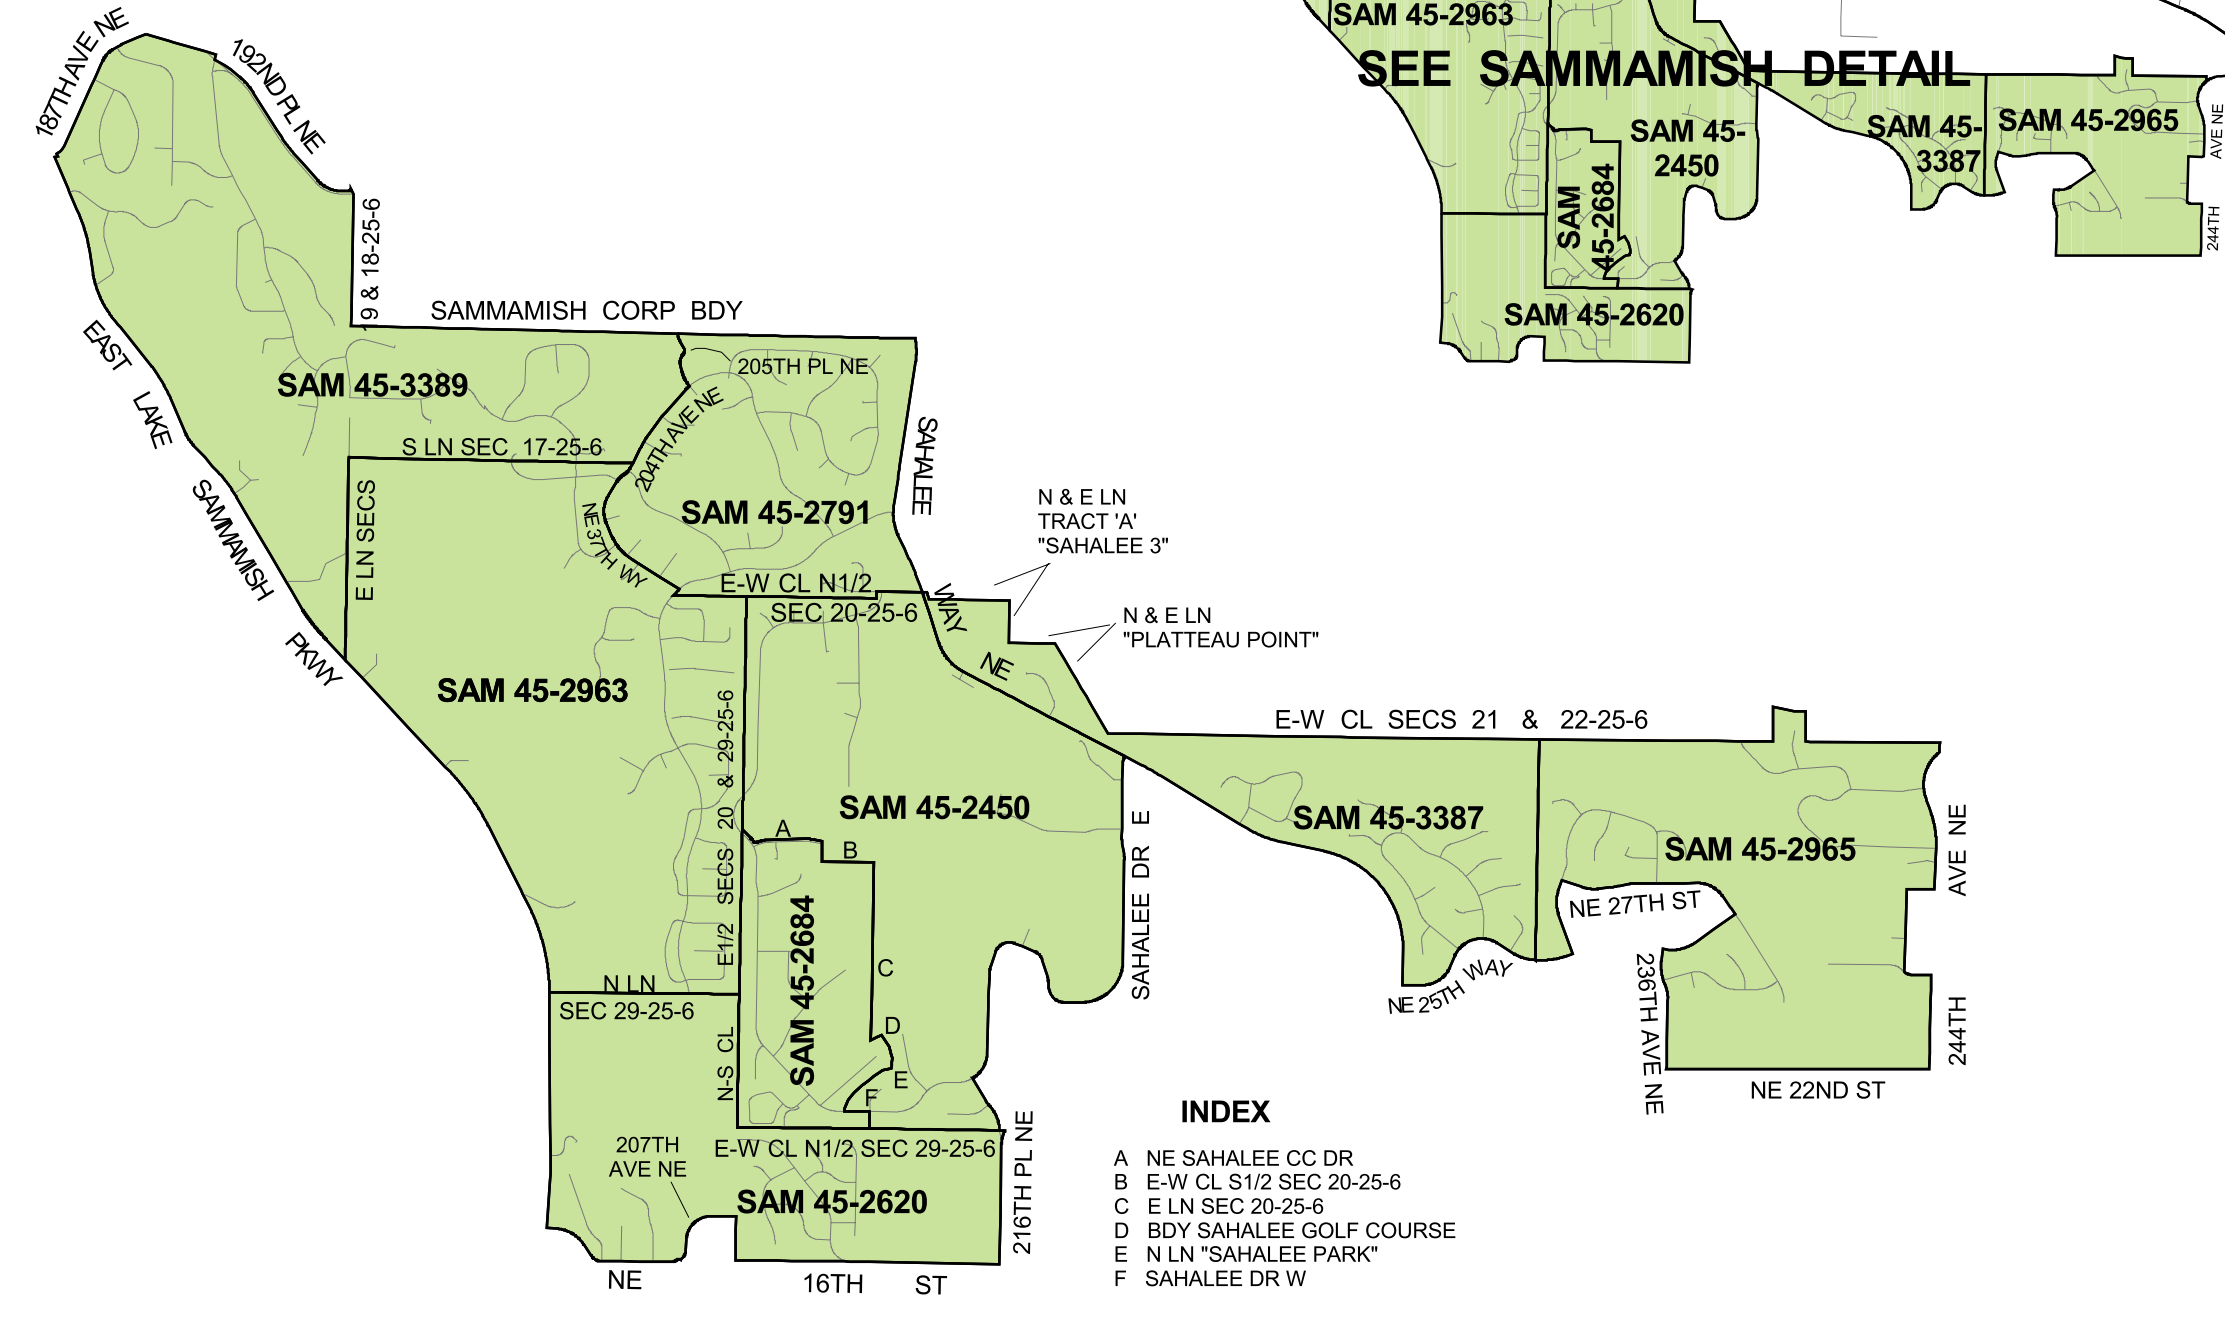 187TH AVE NE
192ND PL NE
19 & 18-25-6
SAMMAMISH CORP BDY
EAST LAKE SAMMAMISH PKWY
SAM 45-3389
205TH PL NE
204TH AVE NE
S LN SEC 17-25-6
E LN SECS
NE 37TH WY
SAM 45-2791
SAHALEE WAY NE
E-W CL N1/2
SEC 20-25-6
N & E LN
TRACT 'A'
"SAHALEE 3"
N & E LN
"PLATTEAU POINT"
SAM 45-2963
E1/2 SECS 20 & 29-25-6
SAM 45-2450
A
B
C
D
E
F
SAM 45-2684
SAHALEE DR E
E-W CL SECS 21 & 22-25-6
SAM 45-3387
SAM 45-2965
NE 27TH ST
NE 25TH WAY
236TH AVE NE
244TH AVE NE
NE 22ND ST
N LN
SEC 29-25-6
N-S CL
207TH
AVE NE
E-W CL N1/2 SEC 29-25-6
SAM 45-2620
216TH PL NE
NE 16TH ST
INDEX
A NE SAHALEE CC DR
B E-W CL S1/2 SEC 20-25-6
C E LN SEC 20-25-6
D BDY SAHALEE GOLF COURSE
E N LN "SAHALEE PARK"
F SAHALEE DR W
SAM 45-2963
SEE SAMMAMISH DETAIL
SAM 45-
2450
SAM
45-2684
SAM 45-2620
SAM 45-
3387
SAM 45-2965
244TH AVE NE